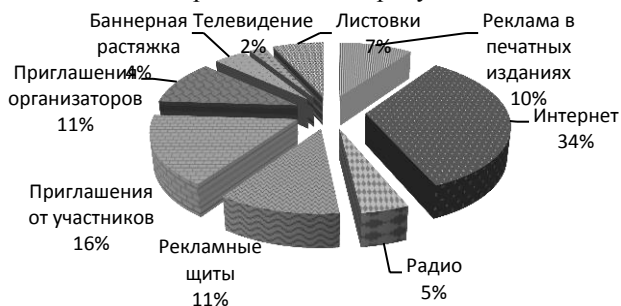 Баннерная
растяжка
4%
Телевидение
2%
Листовки
7%
Реклама в
печатных
изданиях
10%
Интернет
34%
Приглашения
организаторов
11%
Приглашения
от участников
16%
Рекламные
щиты
11%
Радио
5%